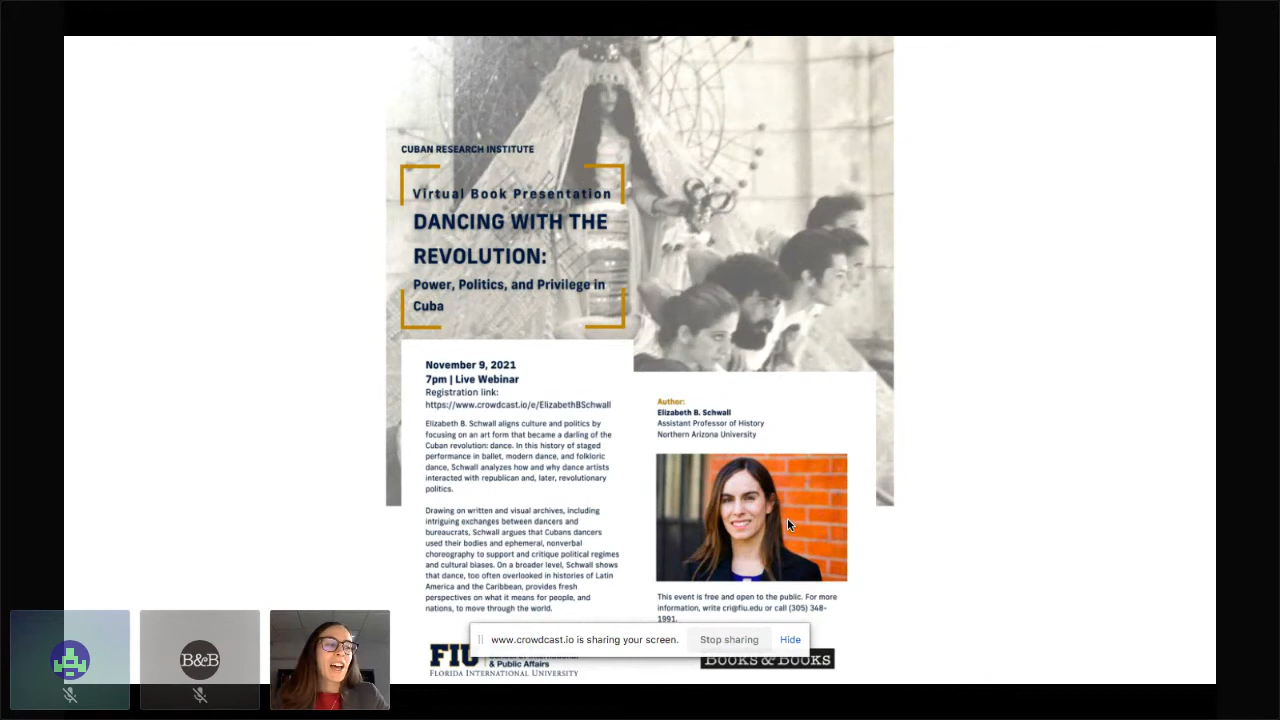 CUBAN RESEARCH INSTITUTE
Virtual Book Presentation
DANCING WITH THE
REVOLUTION:
Power, Politics, and Privilege in
Cuba
November 9, 2021
7pm | Live Webinar
Registration link:
https://www.crowdcast.io/e/ElizabethBSchwall
Elizabeth B. Schwall aligns culture and politics by
focusing on an art form that became a darling of the
Cuban revolution: dance. In this history of staged
performance in ballet, modern dance, and folkloric
dance, Schwall analyzes how and why dance artists
interacted with republican and, later, revolutionary
politics.
Drawing on written and visual archives, including
intriguing exchanges between dancers and
bureaucrats, Schwall argues that Cubans dancers
used their bodies and ephemeral, nonverbal
choreography to support and critique political regimes
and cultural biases. On a broader level, Schwall shows
that dance, too often overlooked in histories of Latin
America and the Caribbean, provides fresh
perspectives on what it means for people, and
nations, to move through the world.
Author:
Elizabeth B. Schwall
Assistant Professor of History
Northern Arizona University
This event is free and open to the public. For more
information, write cri@fiu.edu or call (305) 348-
1991.
www.crowdcast.io is sharing your screen.
Stop sharing
Hide
FIU
& Public Affairs
FLORIDA INTERNATIONAL UNIVERSITY
BOOKS & BOOKS
B&B